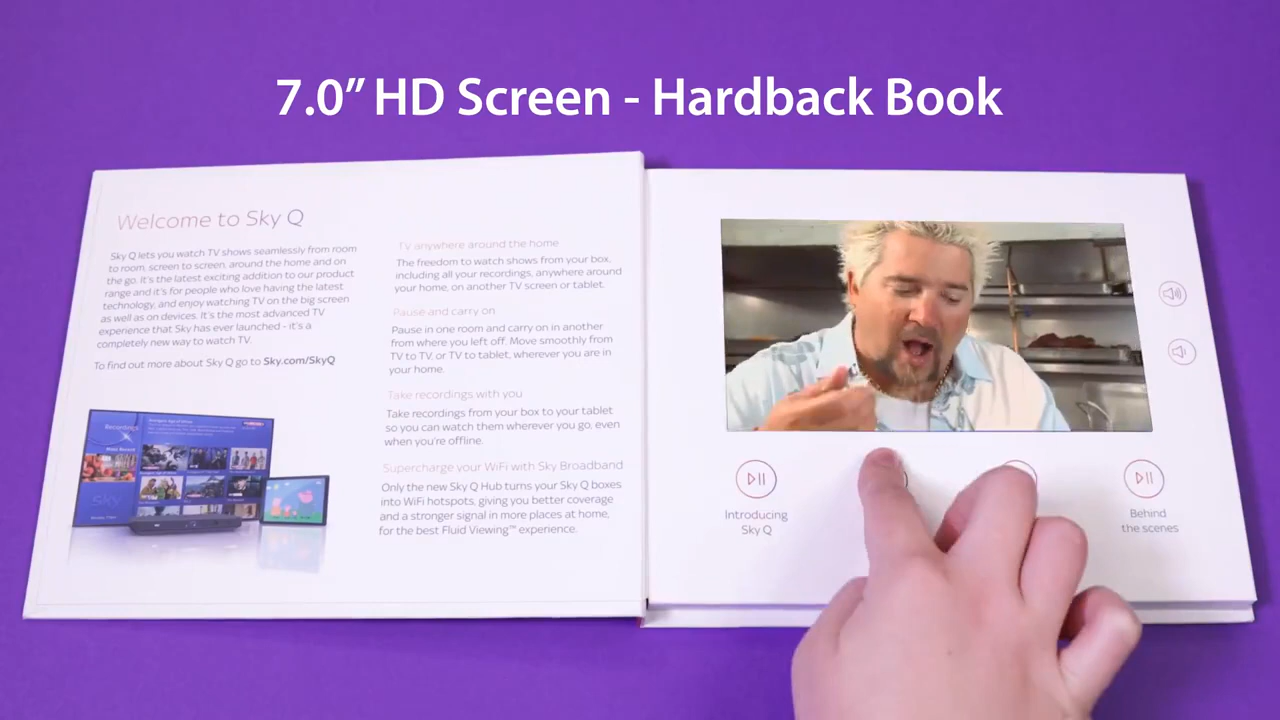 7.0” HD Screen - Hardback Book
Welcome to Sky Q
Sky Q lets you watch TV shows seamlessly from room
to room, screen to screen, around the home and on
the go. It's the latest exciting addition to our product
range and it's for people who love having the latest
technology, and enjoy watching TV on the big screen
as well as on devices. It's the most advanced TV
experience that Sky has ever launched – it's a
completely new way to watch TV.
To find out more about Sky Q go to Sky.com/SkyQ
Recordings
sky
TV anywhere around the home
The freedom to watch shows from your box,
including all your recordings, anywhere around
your home, on another TV screen or tablet.
Pause and carry on
Pause in one room and carry on in another
from where you left off. Move smoothly from
TV to TV, or TV to tablet, wherever you are in
your home.
Take recordings with you
Take recordings from your box to your tablet
so you can watch them wherever you go, even
when you're offline.
Supercharge your WiFi with Sky Broadband
Only the new Sky Q Hub turns your Sky Q boxes
into WiFi hotspots, giving you better coverage
and a stronger signal in more places at home,
for the best Fluid Viewing™ experience.
Introducing
Sky Q
Behind
the scenes